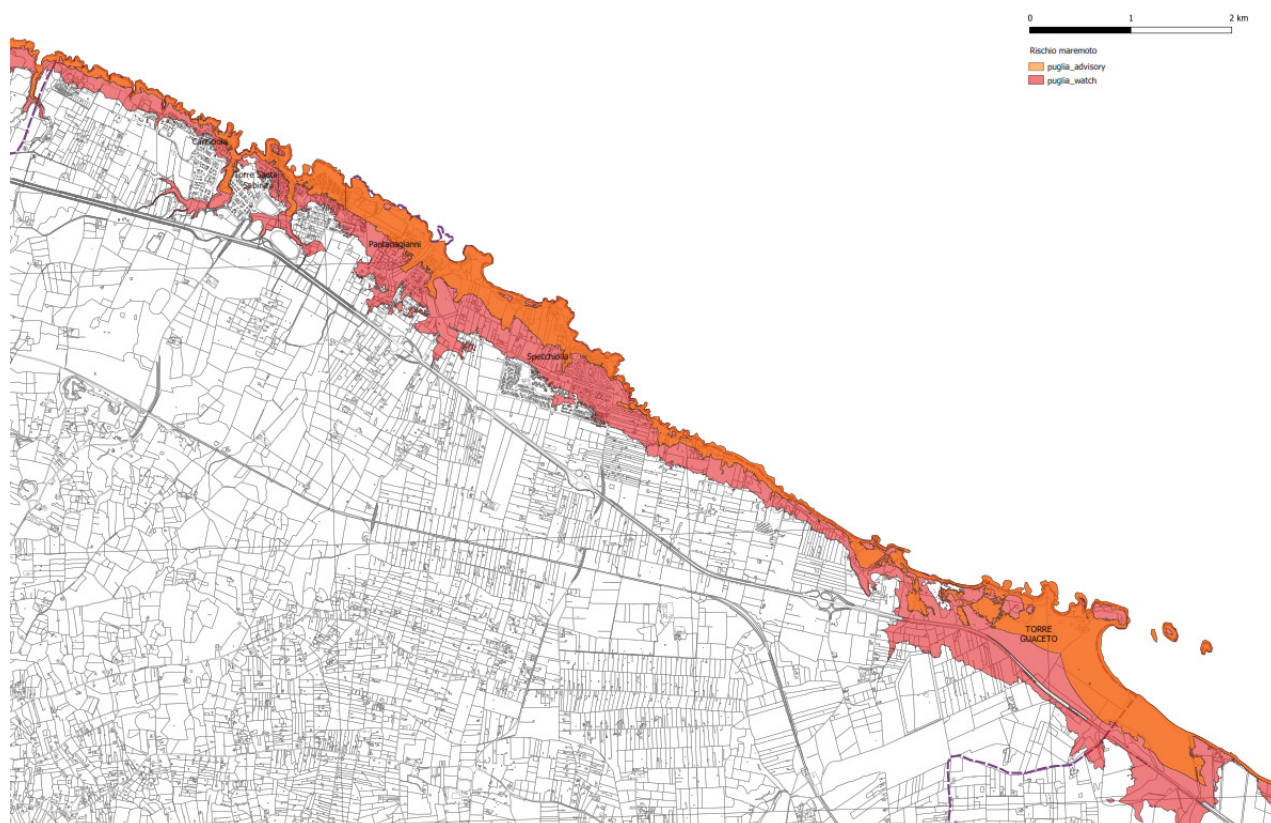 0 1 2 km
Rischio maremoto
puglia_advisory
puglia_watch
Torre Santa
Sabina
Pantanagianni
Specchiolla
TORRE
GUACETO